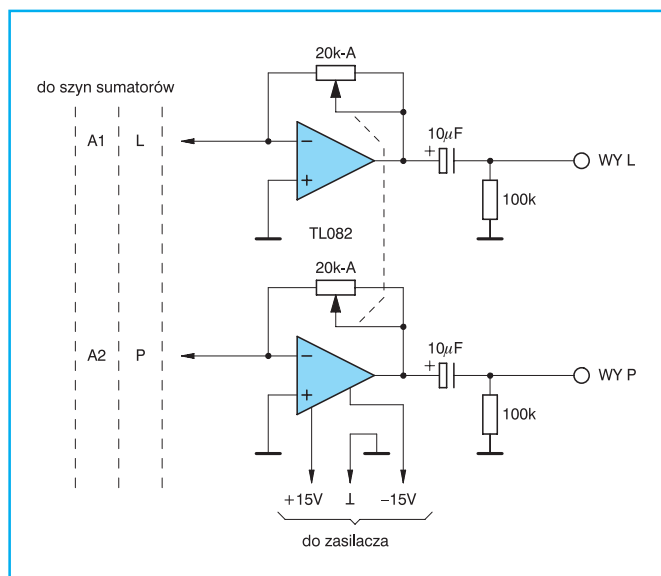 20k-A
do szyn sumatorów
A1 L
10µF
+
WY L
−
+
100k
TL082
20k-A
A2 P
10µF
+
WY P
−
+
100k
+15V ⊥ −15V
do zasilacza